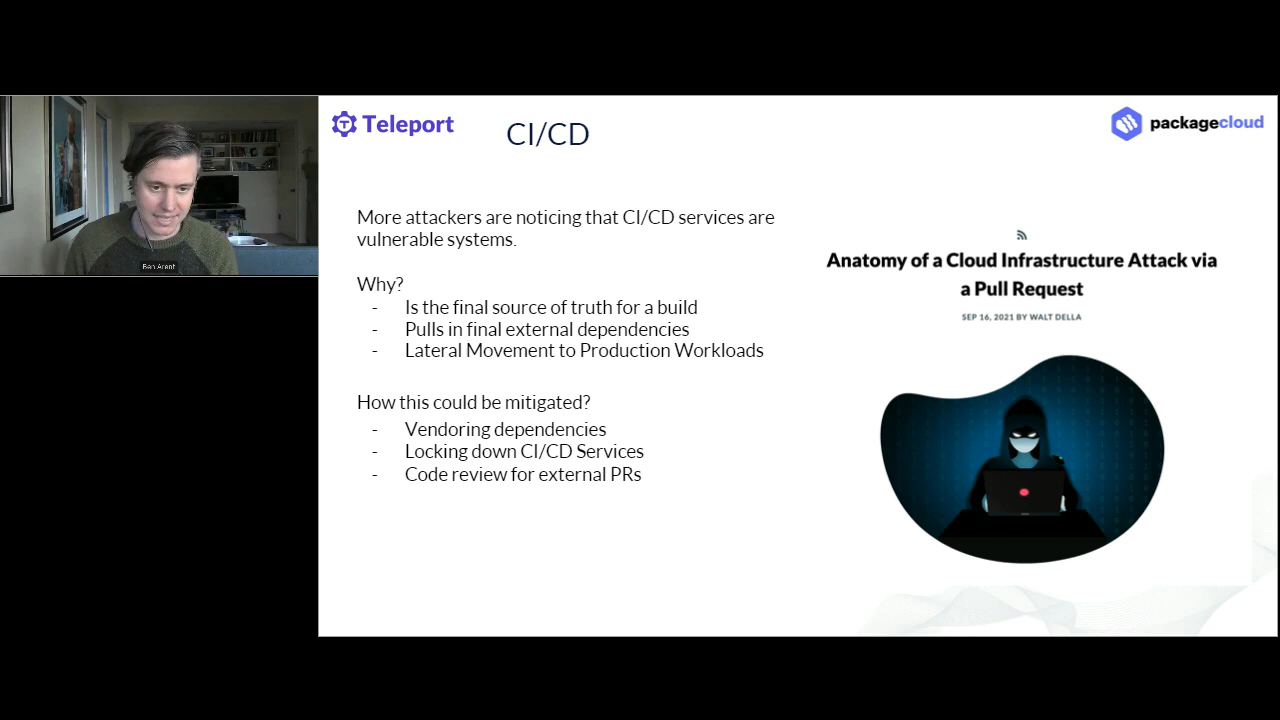 Ben Arent
Teleport
CI/CD
packagecloud
More attackers are noticing that CI/CD services are
vulnerable systems.
Why?
- Is the final source of truth for a build
- Pulls in final external dependencies
- Lateral Movement to Production Workloads
How this could be mitigated?
- Vendoring dependencies
- Locking down CI/CD Services
- Code review for external PRs
Anatomy of a Cloud Infrastructure Attack via
a Pull Request
SEP 16, 2021 BY WALT DELLA